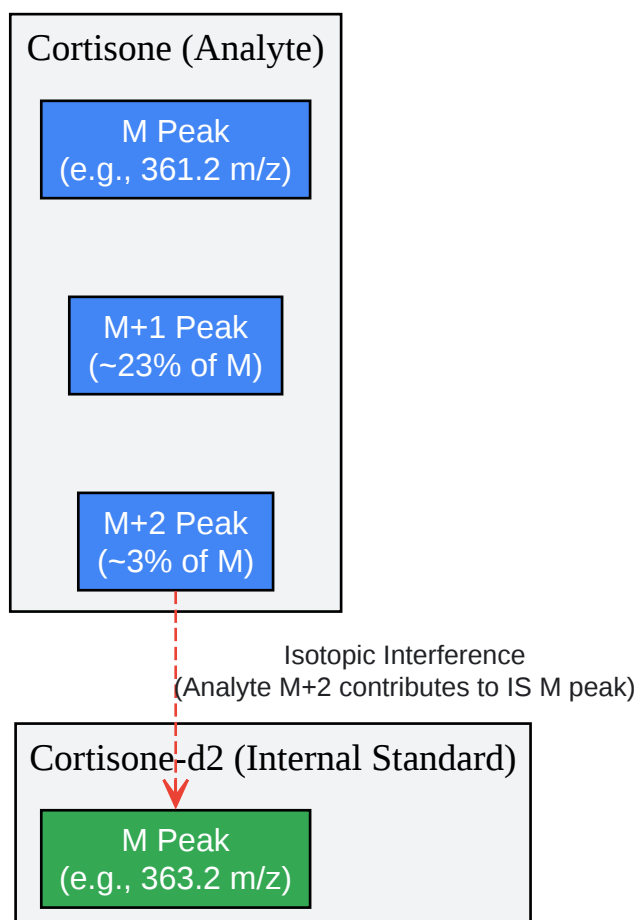 Cortisone (Analyte)
M Peak
(e.g., 361.2 m/z)
M+1 Peak
(~23% of M)
M+2 Peak
(~3% of M)
Isotopic Interference
(Analyte M+2 contributes to IS M peak)
Cortisone-d2 (Internal Standard)
M Peak
(e.g., 363.2 m/z)